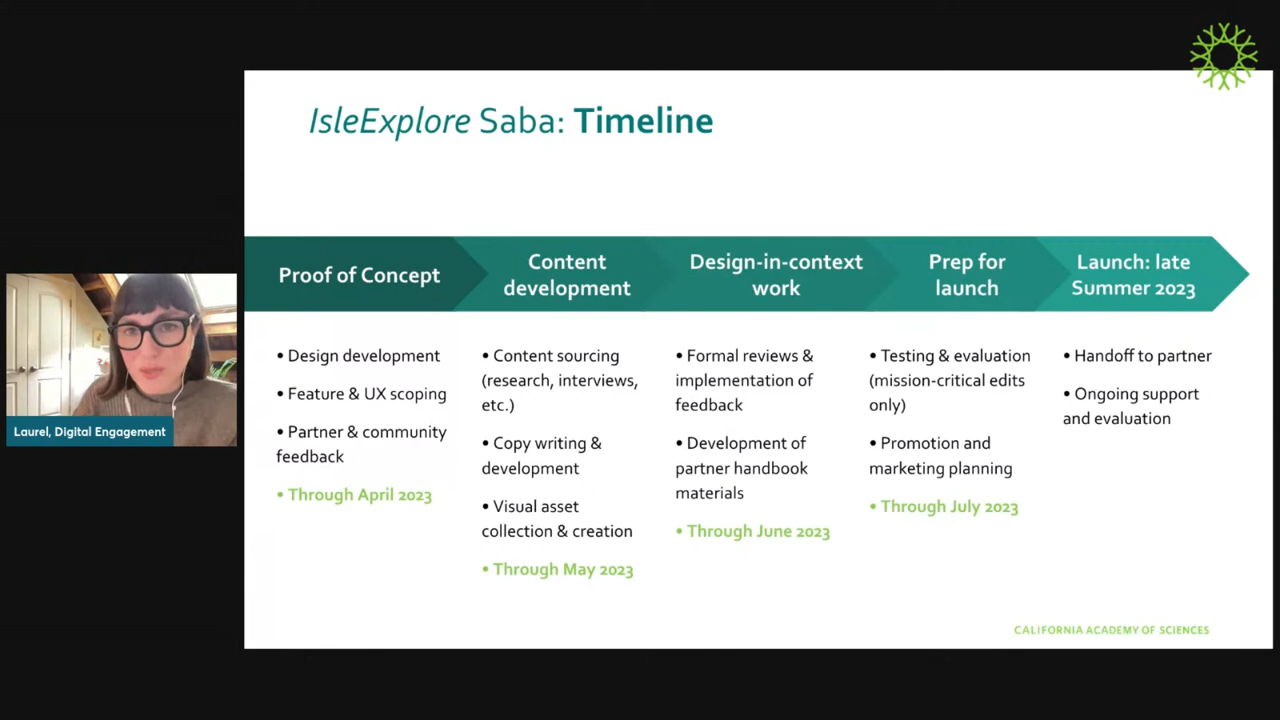 IsleExplore Saba: Timeline
Proof of Concept
Content
development
Design-in-context
work
Prep for
launch
Launch: late
Summer 2023
• Design development
• Feature & UX scoping
• Partner & community
feedback
• Through April 2023
• Content sourcing
(research, interviews,
etc.)
• Copy writing &
development
• Visual asset
collection & creation
• Through May 2023
• Formal reviews &
implementation of
feedback
• Development of
partner handbook
materials
• Through June 2023
• Testing & evaluation
(mission-critical edits
only)
• Promotion and
marketing planning
• Through July 2023
• Handoff to partner
• Ongoing support
and evaluation
Laurel, Digital Engagement
CALIFORNIA ACADEMY OF SCIENCES